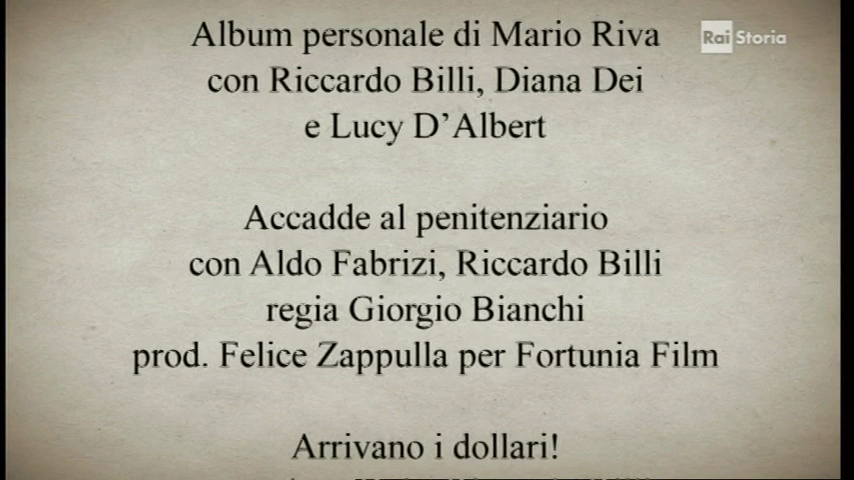 Album personale di Mario Riva
Rai Storia
con Riccardo Billi, Diana Dei
e Lucy D'Albert
Accadde al penitenziario
con Aldo Fabrizi, Riccardo Billi
regia Giorgio Bianchi
prod. Felice Zappulla per Fortunia Film
Arrivano i dollari!